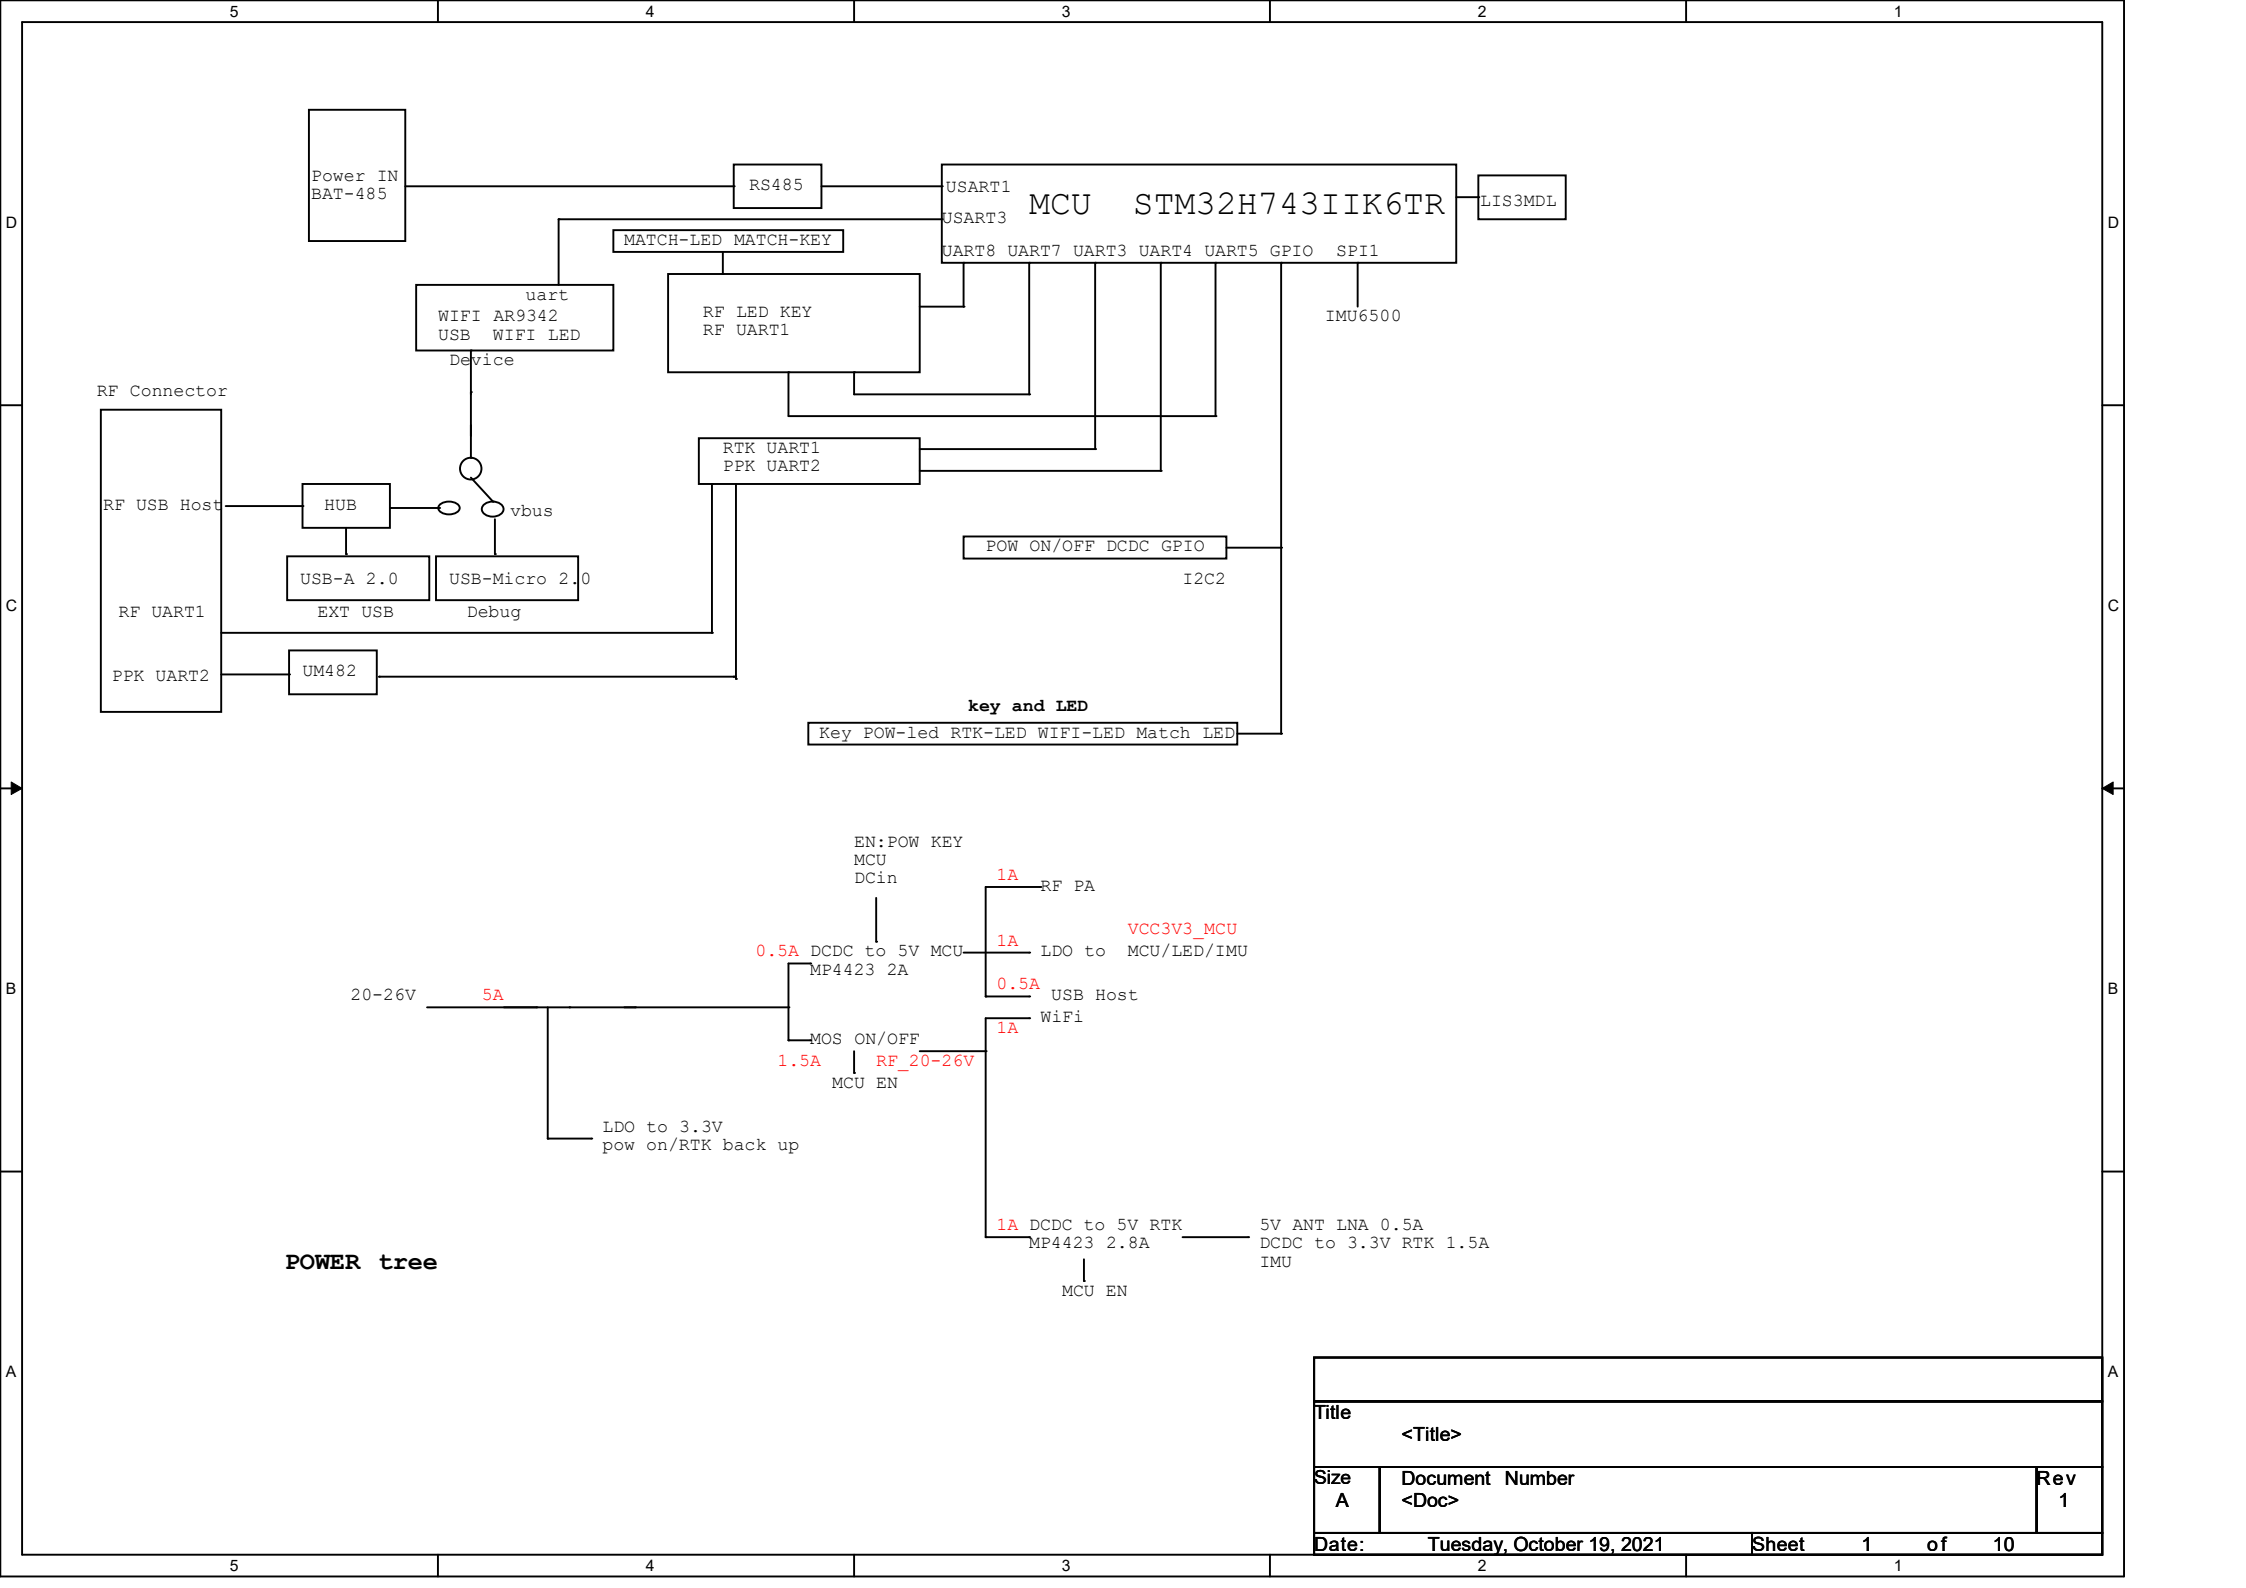 5 4 3 2 1
D
D
C
C
B
B
A
A
Power IN
BAT-485
RS485
USART1
USART3
MCU STM32H743IIK6TR
UART8 UART7 UART3 UART4 UART5 GPIO SPI1
LIS3MDL
IMU6500
MATCH-LED MATCH-KEY
uart
WIFI AR9342
USB WIFI LED
Device
RF LED KEY
RF UART1
RF Connector
RF USB Host
RF UART1
PPK UART2
HUB
vbus
USB-A 2.0
EXT USB
USB-Micro 2.0
Debug
UM482
RTK UART1
PPK UART2
POW ON/OFF DCDC GPIO
I2C2
key and LED
Key POW-led RTK-LED WIFI-LED Match LED
EN:POW KEY
MCU
DCin
1A
RF PA
VCC3V3_MCU
0.5A DCDC to 5V MCU
MP4423 2A
1A
LDO to MCU/LED/IMU
0.5A
USB Host
20-26V 5A
WiFi
1A
MOS ON/OFF
1.5A RF_20-26V
MCU EN
LDO to 3.3V
pow on/RTK back up
1A DCDC to 5V RTK
MP4423 2.8A
MCU EN
5V ANT LNA 0.5A
DCDC to 3.3V RTK 1.5A
IMU
POWER tree
Title
<Title>
Size
A
Document Number
<Doc>
Rev
1
Date: Tuesday, October 19, 2021 Sheet 1 of 10
5 4 3 2 1